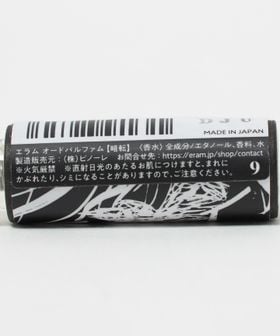 MADE IN JAPAN
エラム オードパルファム【暗転】 (香水) 全成分/エタノール、香料、水
製造販売元:(株)ピノーレ お問合せ先:https://eram.jp/shop/contact
※火気厳禁 ※直射日光のあたるお肌につけますと、まれに
かぶれたり、シミになることがありますので、ご注意ください。
9